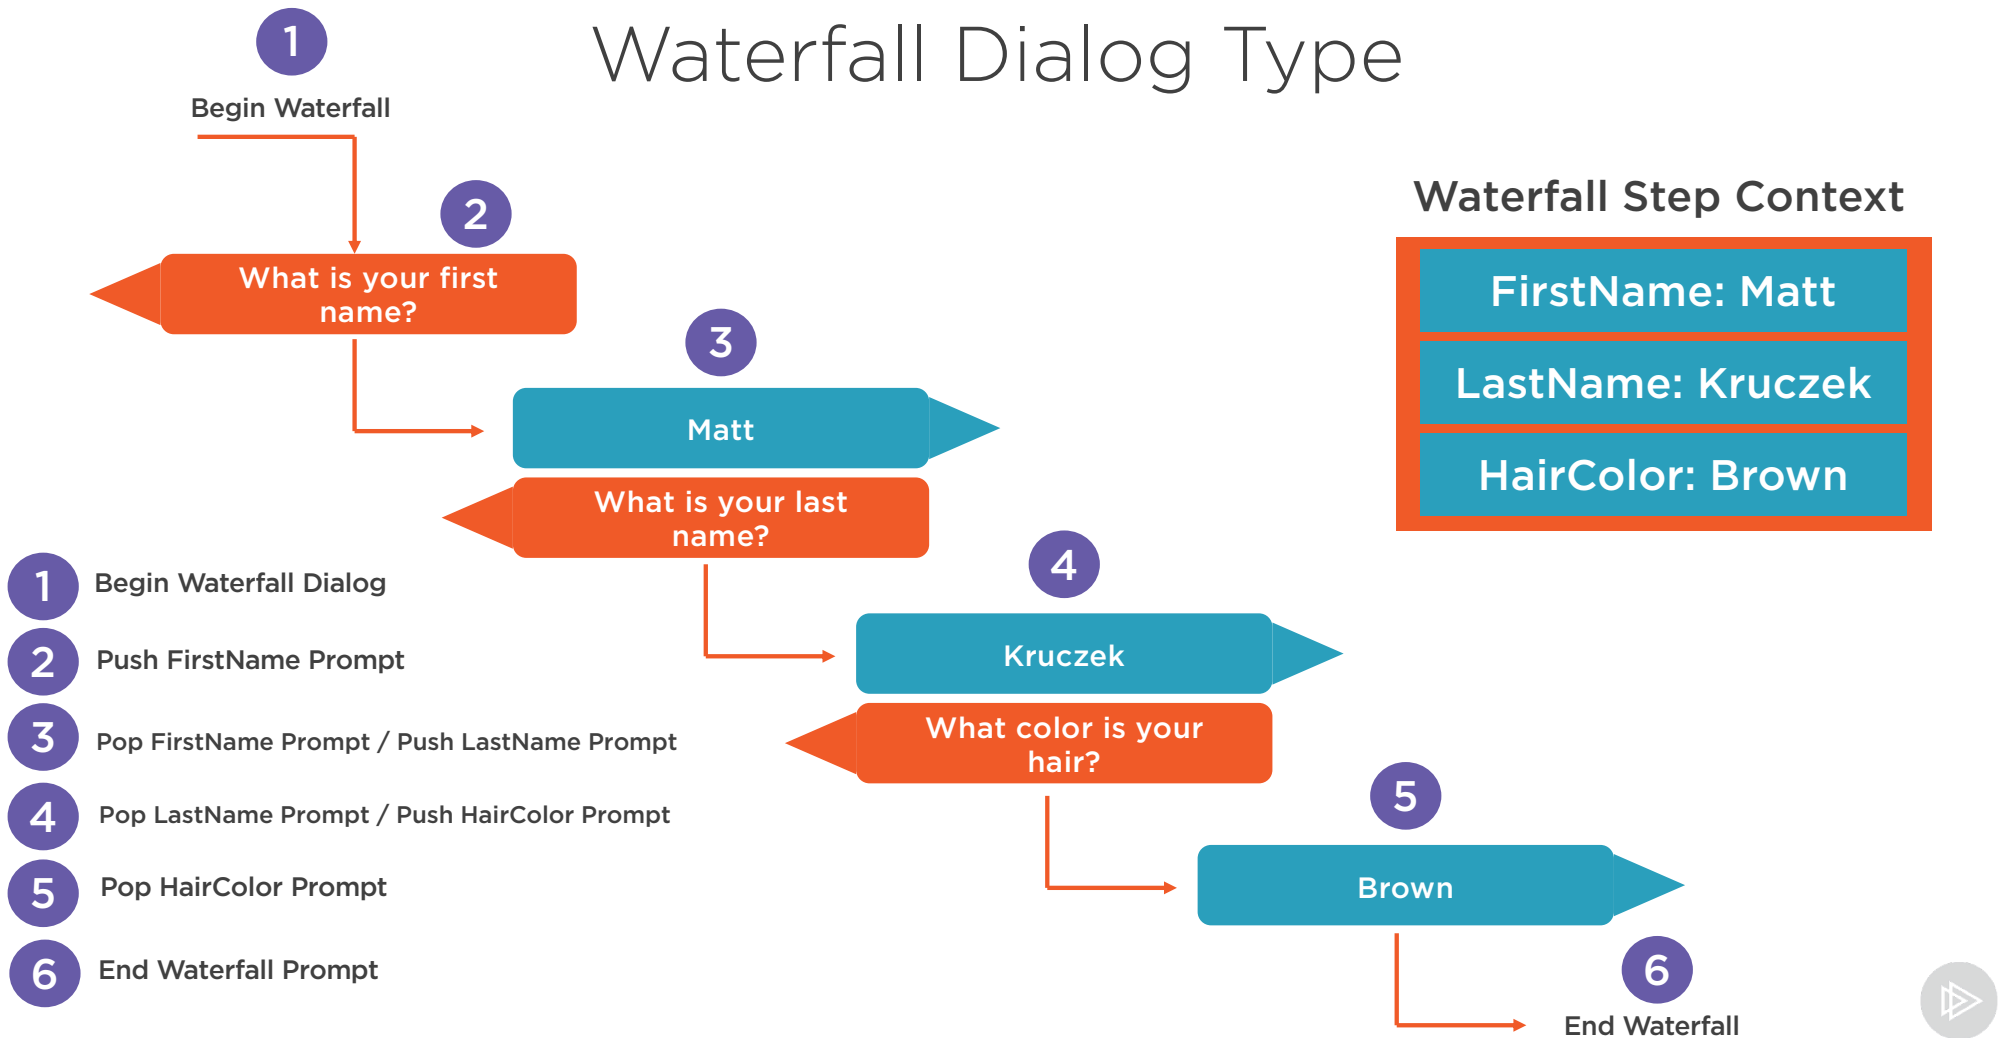 Waterfall Dialog Type
1
Begin Waterfall
2
What is your first
name?
3
Matt
What is your last
name?
4
Kruczek
What color is your
hair?
5
Brown
6
End Waterfall
Waterfall Step Context
FirstName: Matt
LastName: Kruczek
HairColor: Brown
1 Begin Waterfall Dialog
2 Push FirstName Prompt
3 Pop FirstName Prompt / Push LastName Prompt
4 Pop LastName Prompt / Push HairColor Prompt
5 Pop HairColor Prompt
6 End Waterfall Prompt